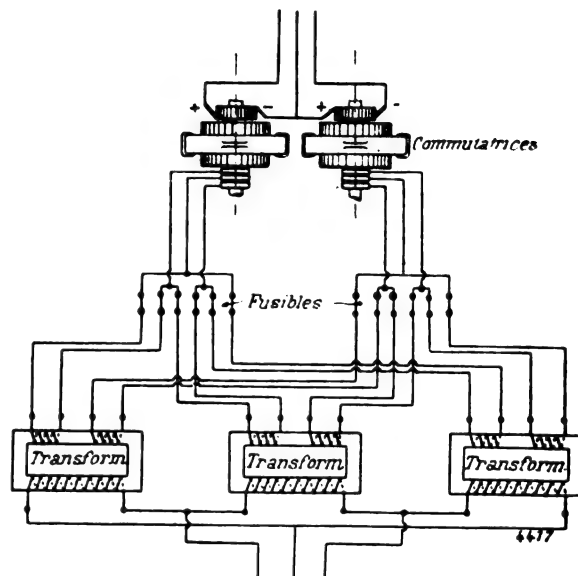 + - + -
Commutatrices
Fusibles
Transform Transform Transform
4417